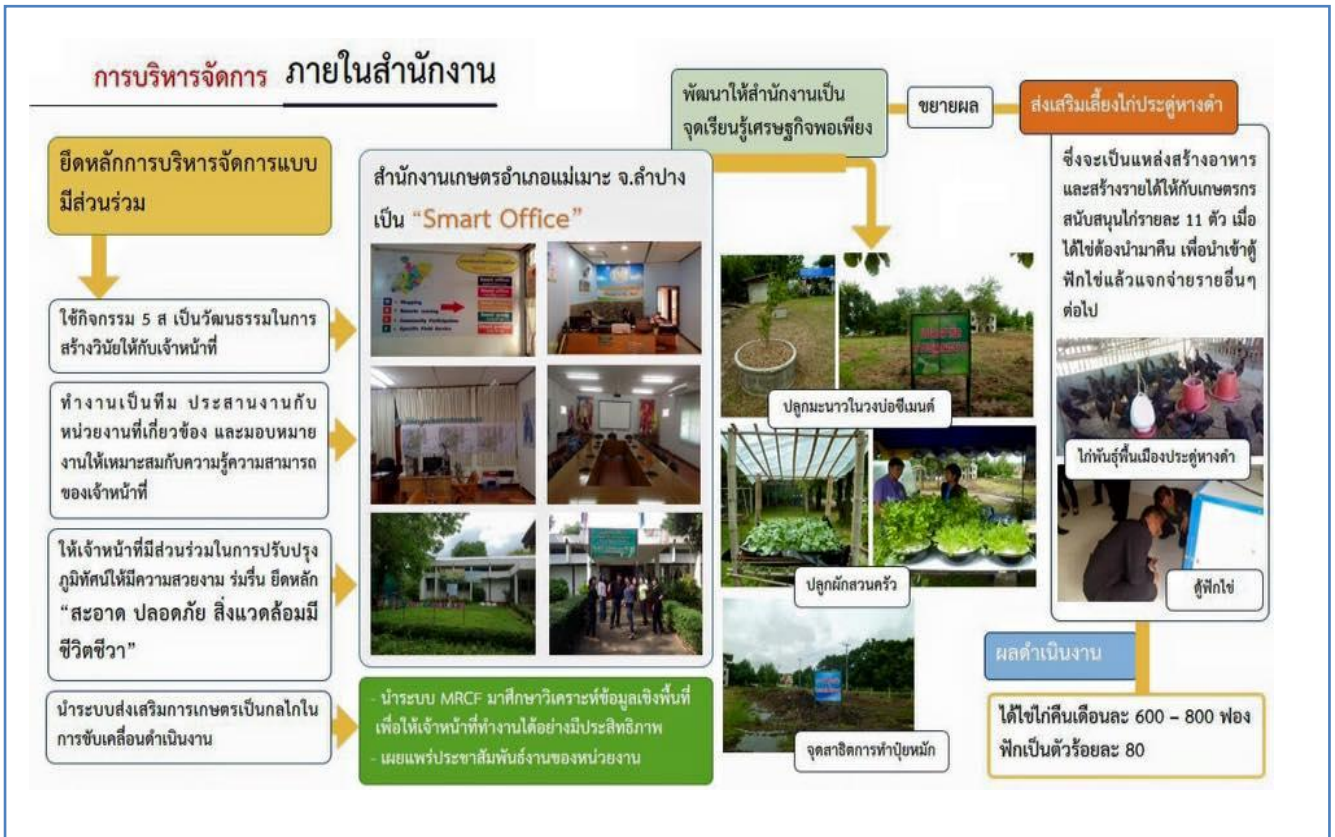 การบริหารจัดการ ภายในสำนักงาน
ยึดหลักการบริหารจัดการแบบ
มีส่วนร่วม
ใช้กิจกรรม 5 ส เป็นวัฒนธรรมในการ
สร้างวินัยให้กับเจ้าหน้าที่
ทำงานเป็นทีม ประสานงานกับ
หน่วยงานที่เกี่ยวข้อง และมอบหมาย
งานให้เหมาะสมกับความรู้ความสามารถ
ของเจ้าหน้าที่
ให้เจ้าหน้าที่มีส่วนร่วมในการปรับปรุง
ภูมิทัศน์ให้มีความสวยงาม ร่มรื่น ยึดหลัก
“สะอาด ปลอดภัย สิ่งแวดล้อมมี
ชีวิตชีวา”
นำระบบส่งเสริมการเกษตรเป็นกลไกใน
การขับเคลื่อนดำเนินงาน
สำนักงานเกษตรอำเภอแม่เมาะ จ.ลำปาง
เป็น “Smart Office”
- นำระบบ MRCF มาศึกษาวิเคราะห์ข้อมูลเชิงพื้นที่
เพื่อให้เจ้าหน้าที่ทำงานได้อย่างมีประสิทธิภาพ
- เผยแพร่ประชาสัมพันธ์งานของหน่วยงาน
พัฒนาให้สำนักงานเป็น
จุดเรียนรู้เศรษฐกิจพอเพียง
ปลูกมะนาวในวงบ่อซีเมนต์
ปลูกผักสวนครัว
จุดสาธิตการทำปุ๋ยหมัก
ขยายผล
ส่งเสริมเลี้ยงไก่ประดู่หางดำ
ซึ่งจะเป็นแหล่งสร้างอาหาร
และสร้างรายได้ให้กับเกษตรกร
สนับสนุนไก่รายละ 11 ตัว เมื่อ
ได้ไข่ต้องนำมาคืน เพื่อนำเข้าตู้
ฟักไข่แล้วแจกจ่ายรายอื่นๆ
ต่อไป
ไก่พันธุ์พื้นเมืองประดู่หางดำ
ตู้ฟักไข่
ผลดำเนินงาน
ได้ไข่ไก่คืนเดือนละ 600 – 800 ฟอง
ฟักเป็นตัวร้อยละ 80